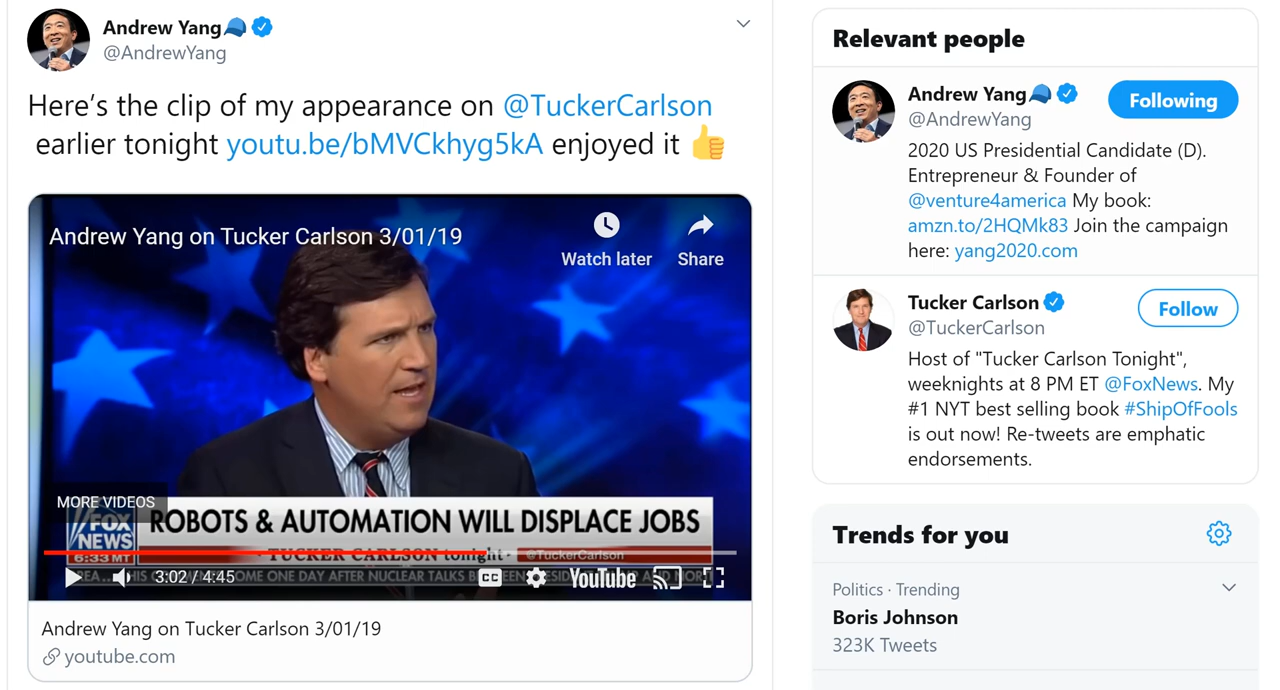 Andrew Yang🧢
@AndrewYang
Here's the clip of my appearance on @TuckerCarlson
earlier tonight youtu.be/bMVCkhyg5kA enjoyed it 👍
Andrew Yang on Tucker Carlson 3/01/19
Watch later
Share
MORE VIDEOS
FOX
NEWS
6:33 MT
ROBOTS & AUTOMATION WILL DISPLACE JOBS
TUCKER CARLSON tonight
@TuckerCarlson
OME ONE DAY AFTER NUCLEAR TALKS
3:02 / 4:45
CC
YouTube
Andrew Yang on Tucker Carlson 3/01/19
youtube.com
Relevant people
Andrew Yang🧢
@AndrewYang
Following
2020 US Presidential Candidate (D).
Entrepreneur & Founder of
@venture4america My book:
amzn.to/2HQMk83 Join the campaign
here: yang2020.com
Tucker Carlson
@TuckerCarlson
Follow
Host of "Tucker Carlson Tonight",
weeknights at 8 PM ET @FoxNews. My
#1 NYT best selling book #ShipOfFools
is out now! Re-tweets are emphatic
endorsements.
Trends for you
Politics · Trending
Boris Johnson
323K Tweets